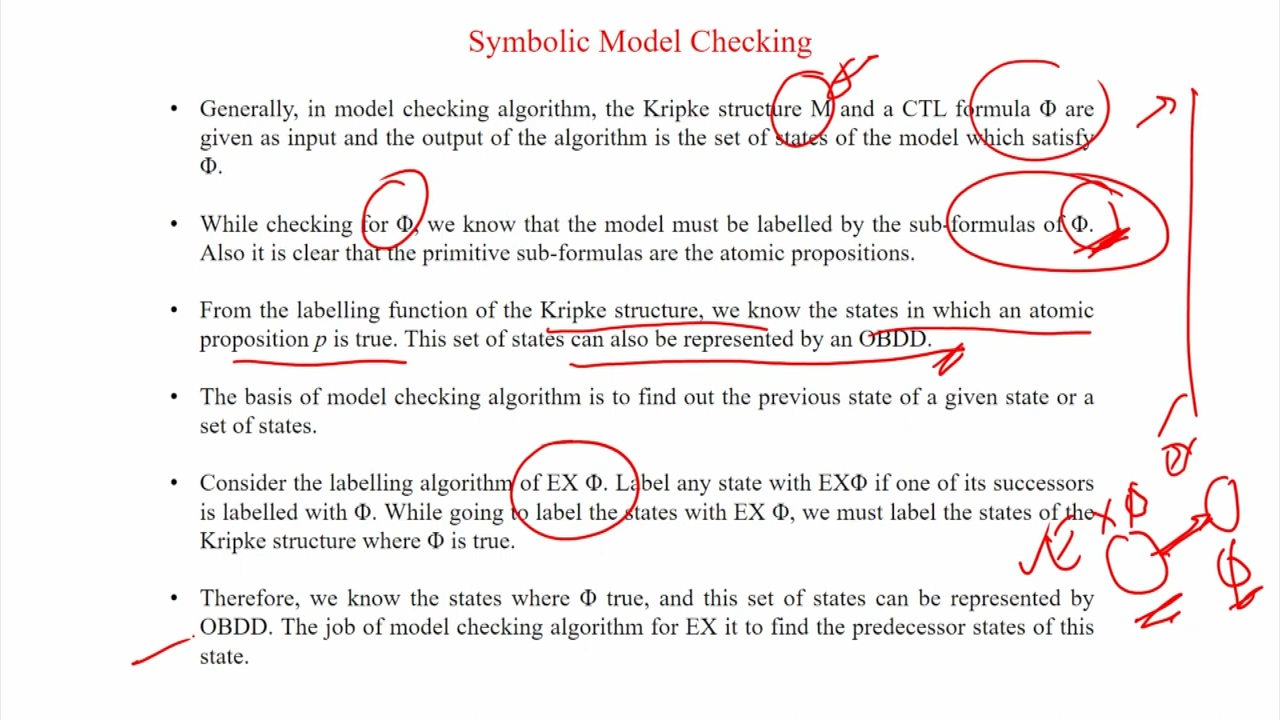 Symbolic Model Checking
• Generally, in model checking algorithm, the Kripke structure M and a CTL formula Φ are
given as input and the output of the algorithm is the set of states of the model which satisfy
Φ.
• While checking for Φ, we know that the model must be labelled by the sub-formulas of Φ.
Also it is clear that the primitive sub-formulas are the atomic propositions.
• From the labelling function of the Kripke structure, we know the states in which an atomic
proposition p is true. This set of states can also be represented by an OBDD.
• The basis of model checking algorithm is to find out the previous state of a given state or a
set of states.
• Consider the labelling algorithm of EX Φ. Label any state with EXΦ if one of its successors
is labelled with Φ. While going to label the states with EX Φ, we must label the states of the
Kripke structure where Φ is true.
EX Φ
Φ
• Therefore, we know the states where Φ true, and this set of states can be represented by
OBDD. The job of model checking algorithm for EX it to find the predecessor states of this
state.